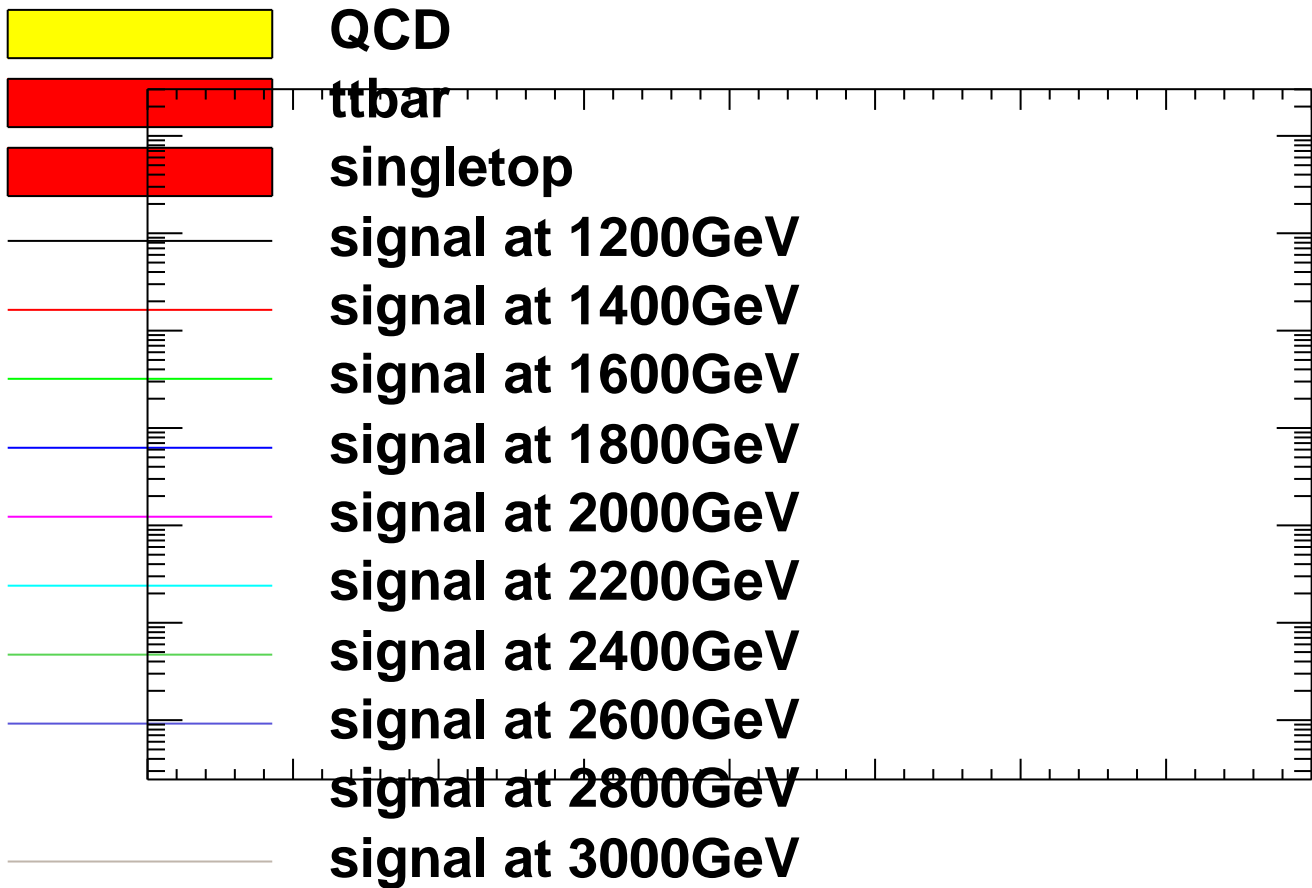 QCD
ttbar
singletop
signal at 1200GeV
signal at 1400GeV
signal at 1600GeV
signal at 1800GeV
signal at 2000GeV
signal at 2200GeV
signal at 2400GeV
signal at 2600GeV
signal at 2800GeV
signal at 3000GeV